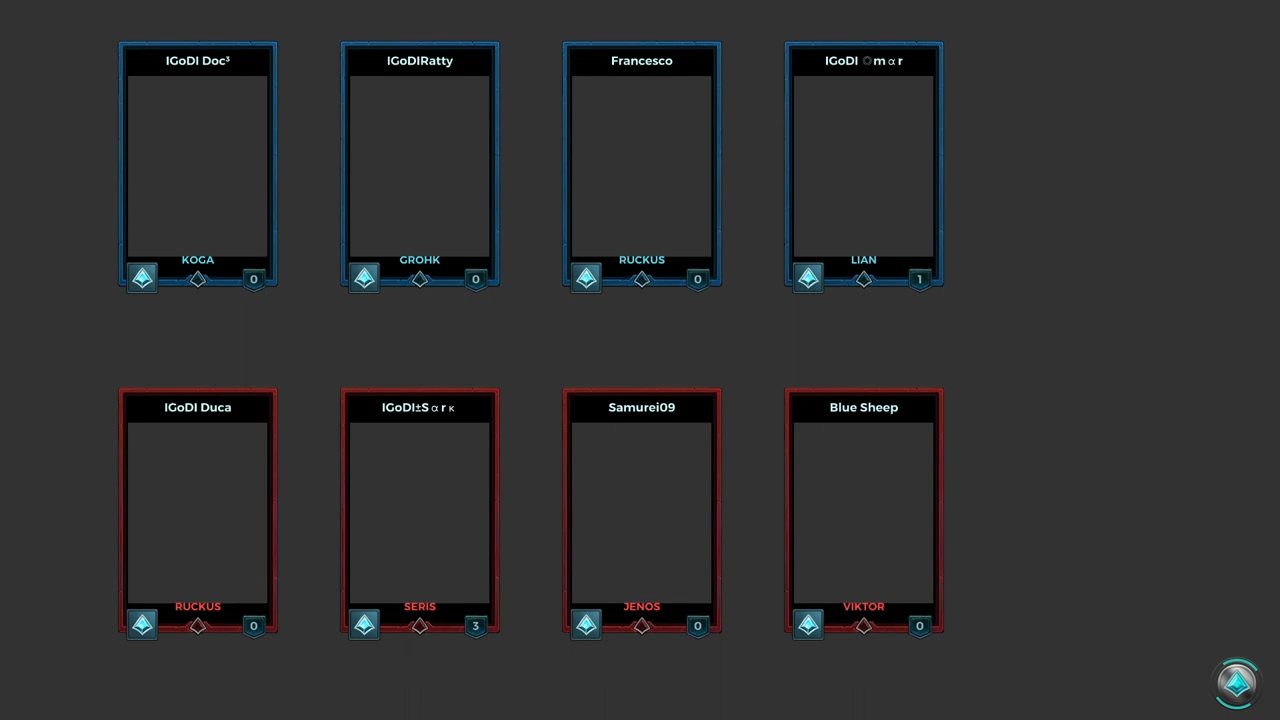 IGoDI Doc³
IGoDIRatty
Francesco
IGoDI ◌m α r
KOGA
GROHK
RUCKUS
LIAN
0
0
0
1
IGoDI Duca
IGoDI±S α r κ
Samurei09
Blue Sheep
RUCKUS
SERIS
JENOS
VIKTOR
0
3
0
0